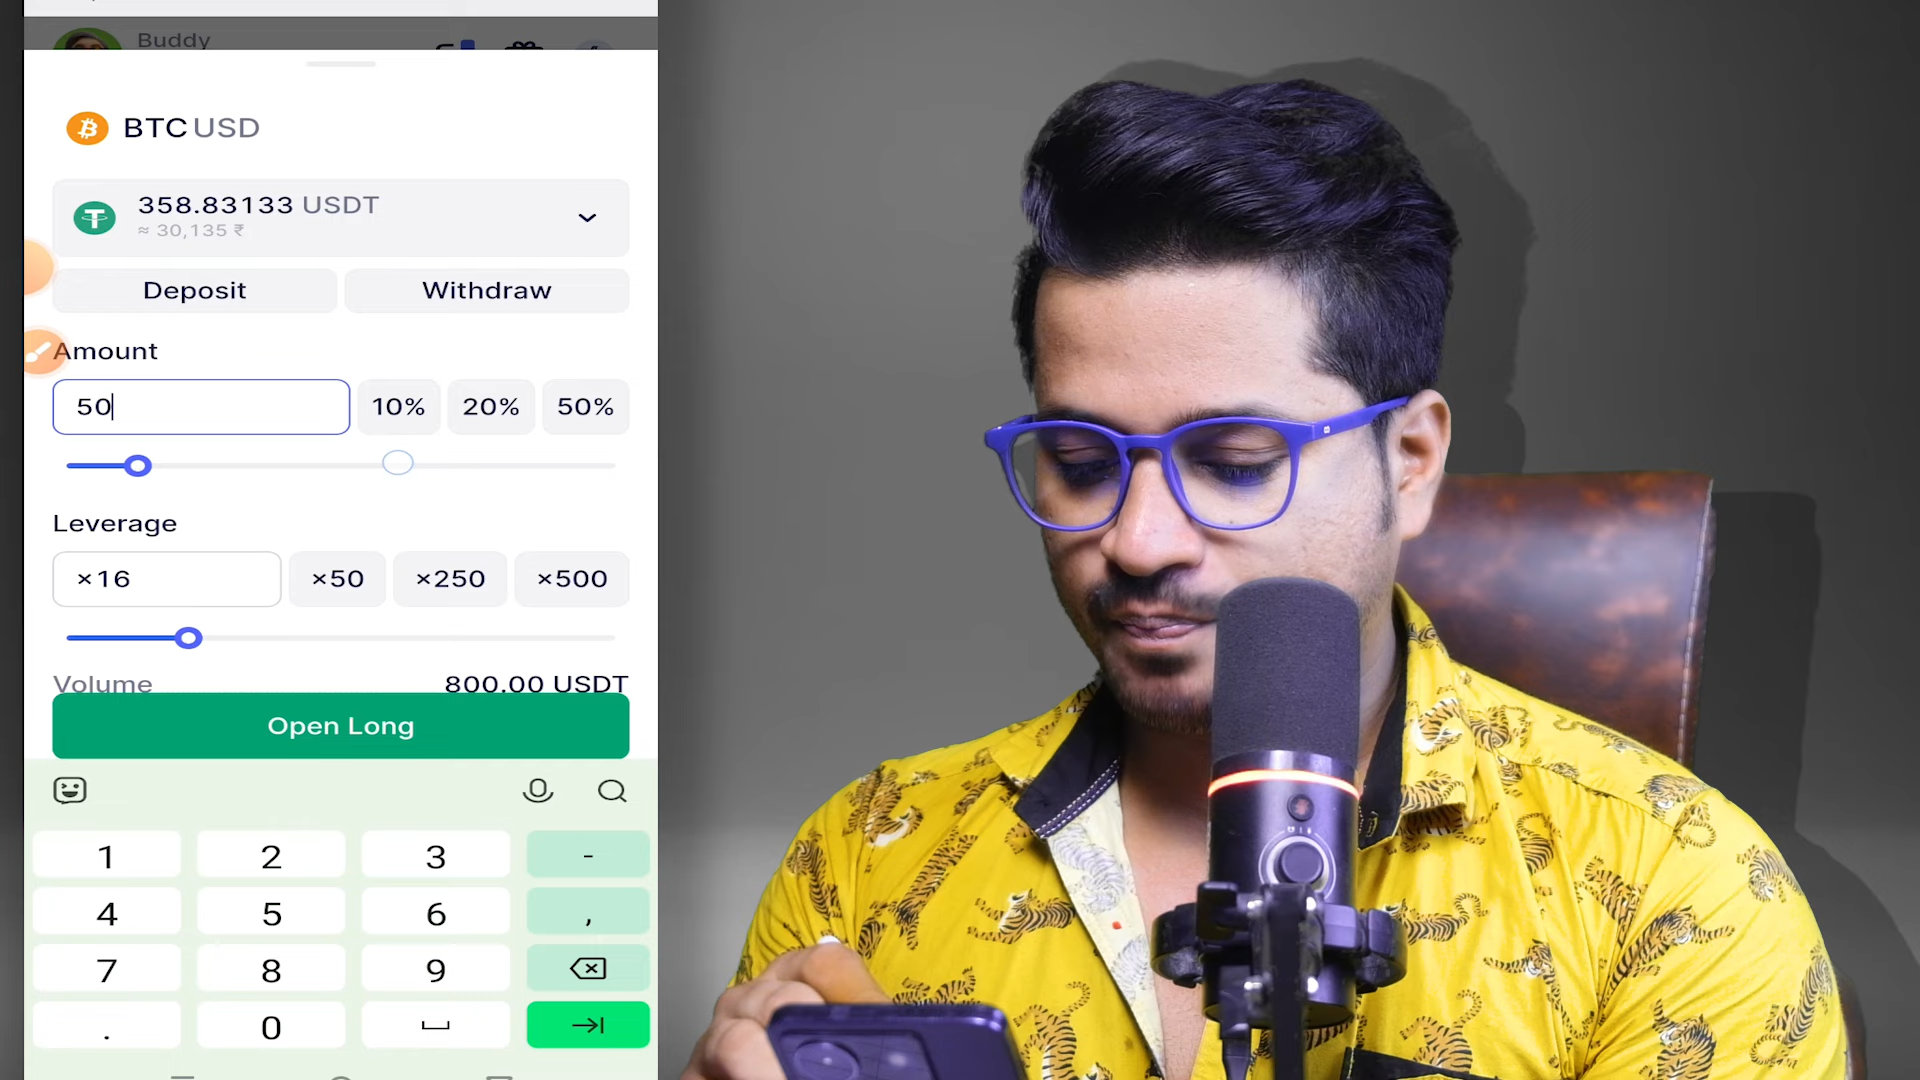 Buddy
BTC USD
358.83133 USDT
≈ 30,135 ₹
Deposit Withdraw
Amount
50 10% 20% 50%
Leverage
×16 ×50 ×250 ×500
Volume 800.00 USDT
Open Long
1 2 3 -
4 5 6 ,
7 8 9
. 0